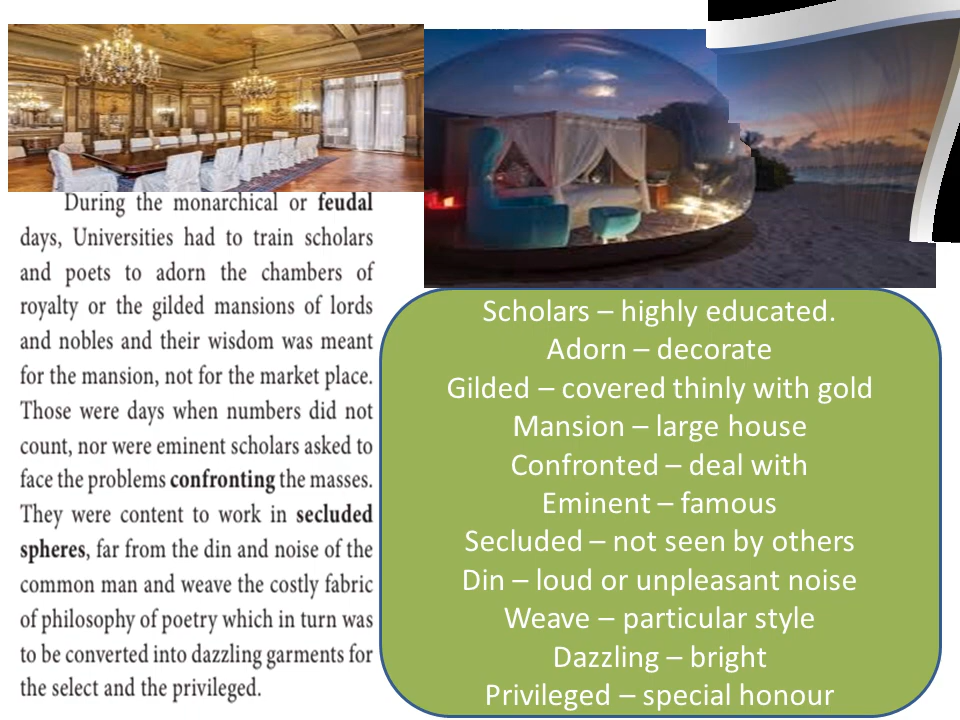 During the monarchical or feudal
days, Universities had to train scholars
and poets to adorn the chambers of
royalty or the gilded mansions of lords
and nobles and their wisdom was meant
for the mansion, not for the market place.
Those were days when numbers did not
count, nor were eminent scholars asked to
face the problems confronting the masses.
They were content to work in secluded
spheres, far from the din and noise of the
common man and weave the costly fabric
of philosophy of poetry which in turn was
to be converted into dazzling garments for
the select and the privileged.
Scholars – highly educated.
Adorn – decorate
Gilded – covered thinly with gold
Mansion – large house
Confronted – deal with
Eminent – famous
Secluded – not seen by others
Din – loud or unpleasant noise
Weave – particular style
Dazzling – bright
Privileged – special honour